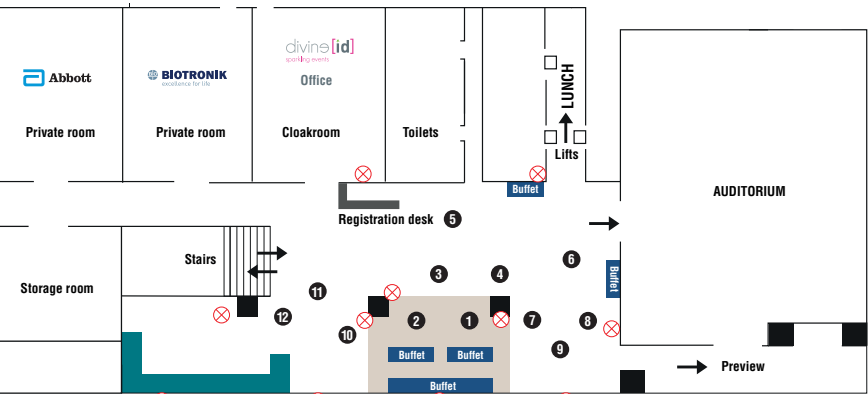 divine[id]
sparkling events
Office
Abbott
BIOTRONIK
excellence for life
Private room
Private room
Cloakroom
Toilets
LUNCH
Lifts
Buffet
AUDITORIUM
Registration desk
5
Stairs
6
Buffet
Storage room
3
4
11
12
10
2
1
7
8
9
Buffet
Buffet
Buffet
Preview